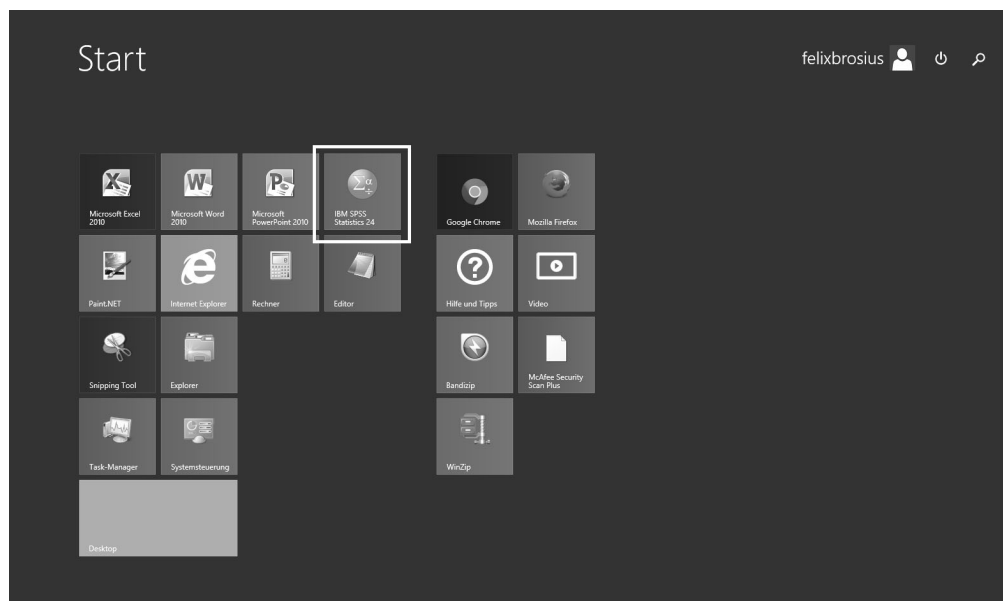 Start
felixbrosius
Microsoft Excel
2010
Microsoft Word
2010
Microsoft
PowerPoint 2010
IBM SPSS
Statistics 24
Google Chrome
Mozilla Firefox
Paint.NET
Internet Explorer
Rechner
Editor
Hilfe und Tipps
Video
Snipping Tool
Explorer
Bandizip
McAfee Security
Scan Plus
Task-Manager
Systemsteuerung
WinZip
Desktop